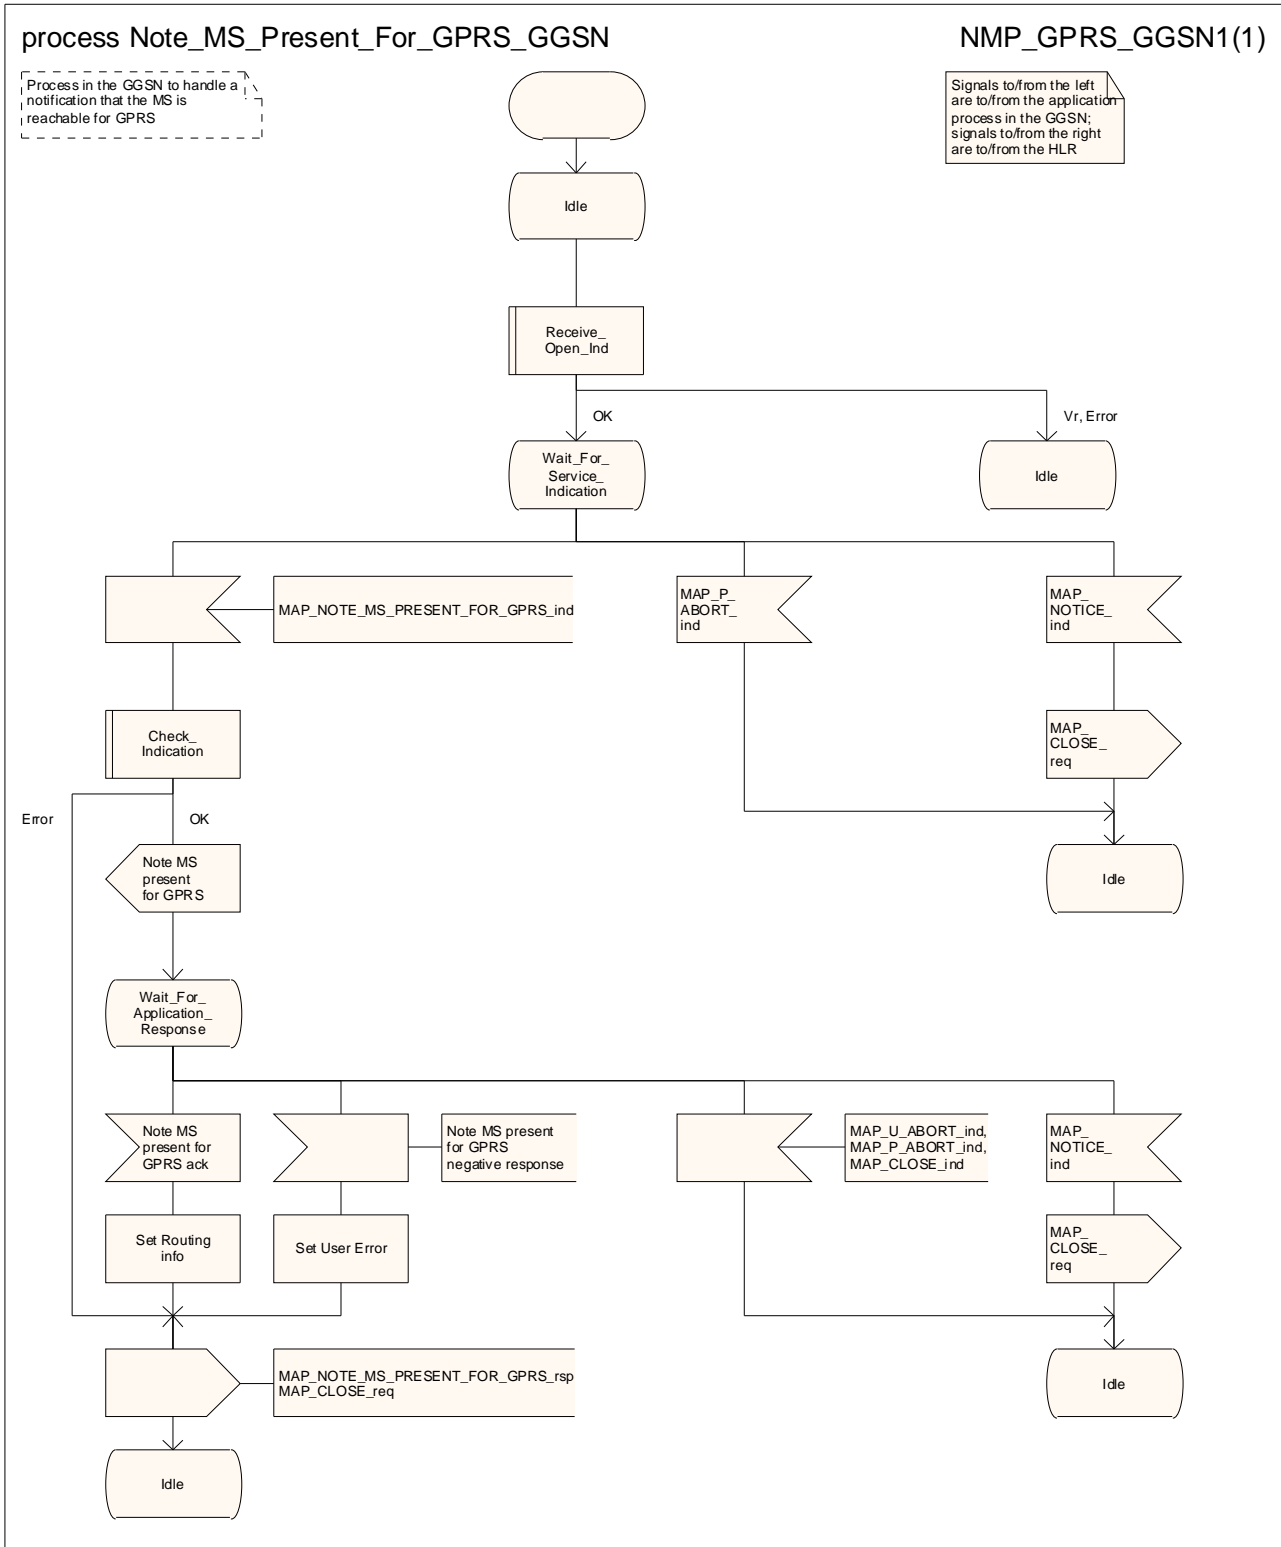 process Note_MS_Present_For_GPRS_GGSN
NMP_GPRS_GGSN1(1)
Process in the GGSN to handle a
notification that the MS is
reachable for GPRS
Signals to/from the left
are to/from the application
process in the GGSN;
signals to/from the right
are to/from the HLR
Idle
Receive_
Open_Ind
OK
Vr, Error
Wait_For_
Service_
Indication
Idle
MAP_NOTE_MS_PRESENT_FOR_GPRS_ind
MAP_P_
ABORT_
ind
MAP_
NOTICE_
ind
Check_
Indication
MAP_
CLOSE_
req
Error
OK
Note MS
present
for GPRS
Idle
Wait_For_
Application_
Response
Note MS
present for
GPRS ack
Note MS present
for GPRS
negative response
MAP_U_ABORT_ind,
MAP_P_ABORT_ind,
MAP_CLOSE_ind
MAP_
NOTICE_
ind
Set Routing
info
Set User Error
MAP_
CLOSE_
req
MAP_NOTE_MS_PRESENT_FOR_GPRS_rsp
MAP_CLOSE_req
Idle
Idle